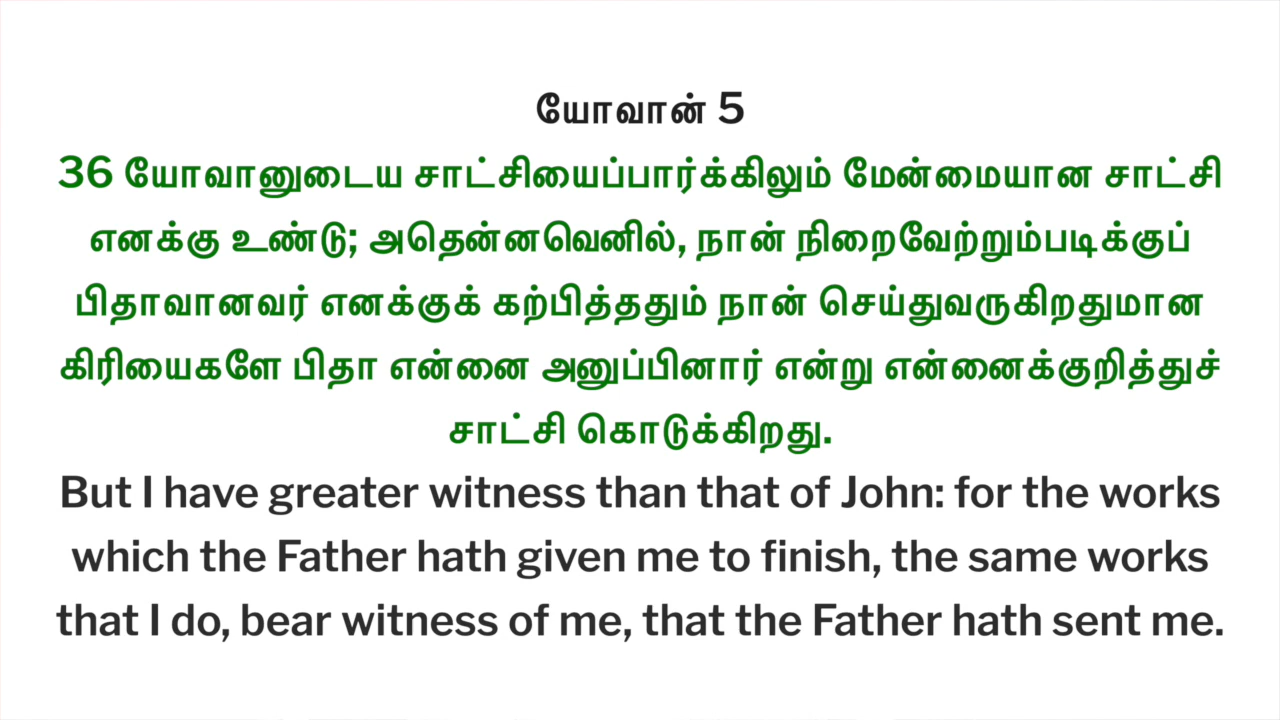 யோவான் 5
36 யோவானுடைய சாட்சியைப்பார்க்கிலும் மேன்மையான சாட்சி
எனக்கு உண்டு; அதென்னவெனில், நான் நிறைவேற்றும்படிக்குப்
பிதாவானவர் எனக்குக் கற்பித்ததும் நான் செய்துவருகிறதுமான
கிரியைகளே பிதா என்னை அனுப்பினார் என்று என்னைக்குறித்துச்
சாட்சி கொடுக்கிறது.
But I have greater witness than that of John: for the works
which the Father hath given me to finish, the same works
that I do, bear witness of me, that the Father hath sent me.